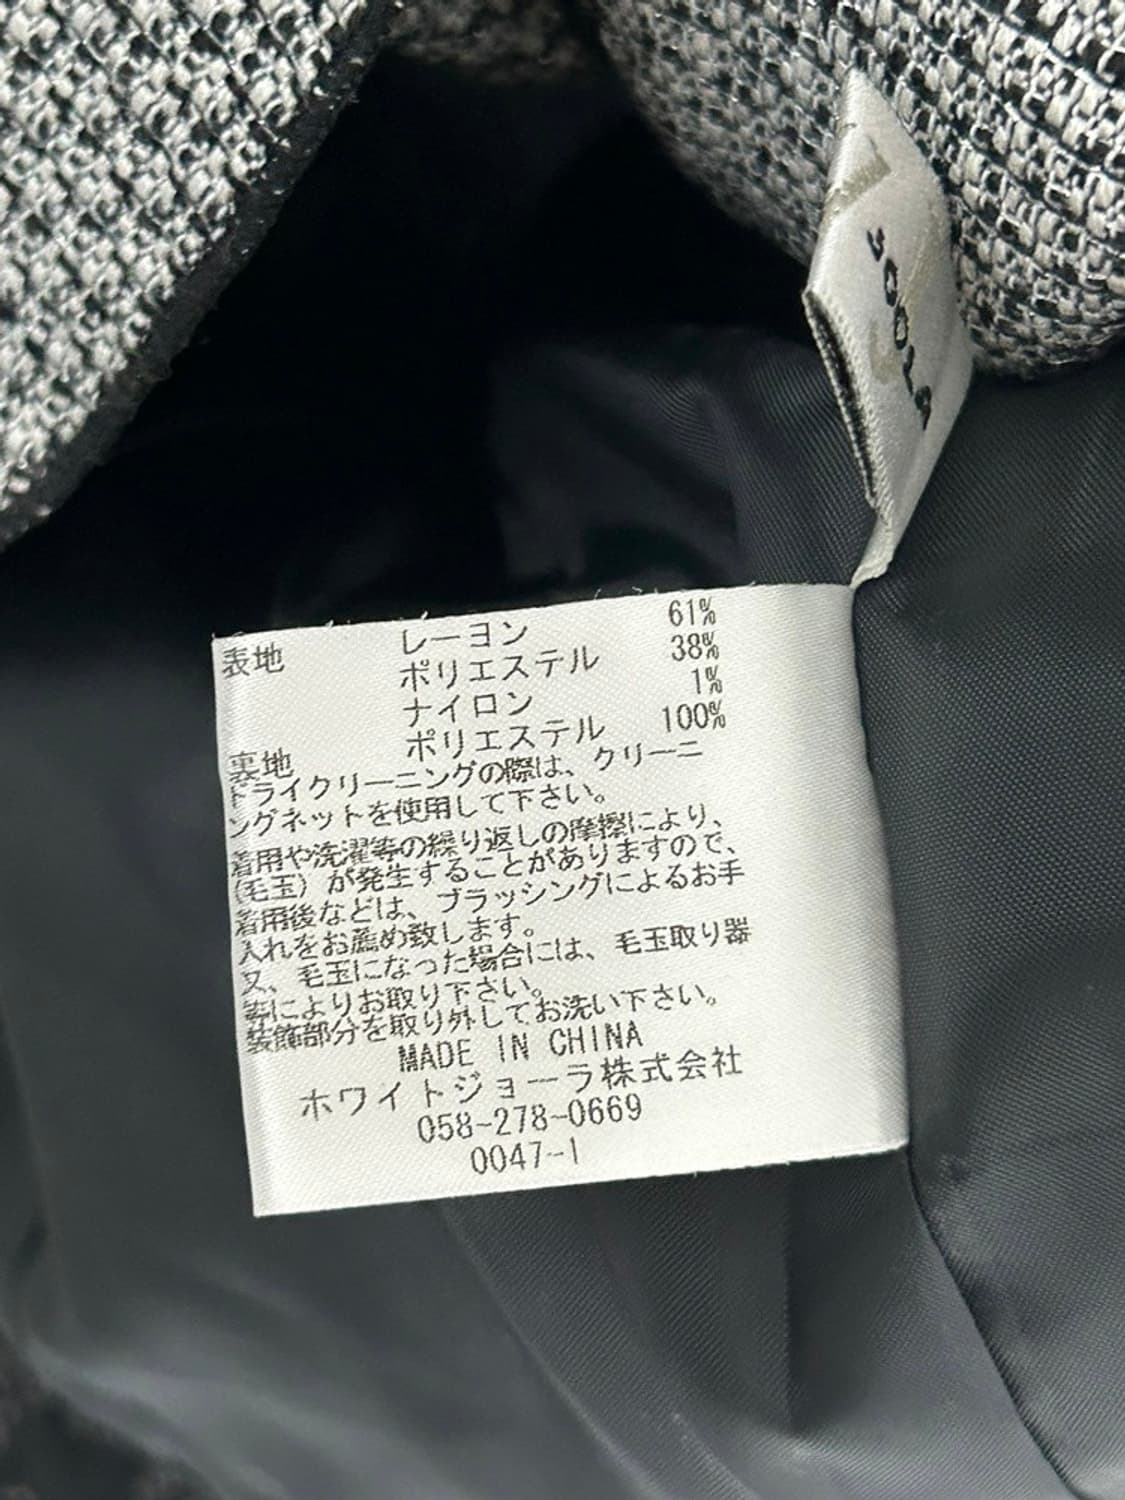 JOOLA
表地 レーヨン 61%
ポリエステル 38%
ナイロン 1%
裏地 ポリエステル 100%
ドライクリーニングの際は、クリーニ
ングネットを使用して下さい。
着用や洗濯等の繰り返しの摩擦により、
(毛玉)が発生することがありますので、
着用後などは、ブラッシングによるお手
入れをお薦め致します。
又、毛玉になった場合には、毛玉取り器
等によりお取り下さい。
装飾部分を取り外してお洗い下さい。
MADE IN CHINA
ホワイトジョーラ株式会社
058-278-0669
0047-1